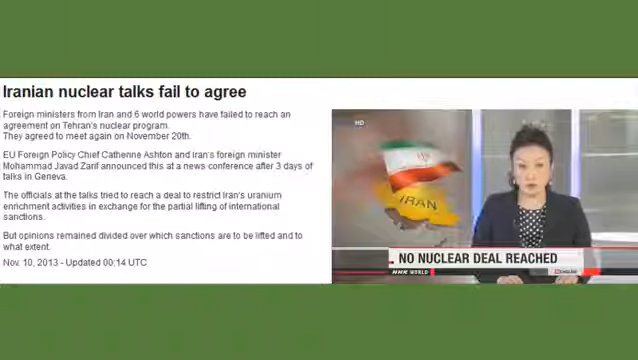 Iranian nuclear talks fail to agree
Foreign ministers from Iran and 6 world powers have failed to reach an
agreement on Tehran's nuclear program.
They agreed to meet again on November 20th.
EU Foreign Policy Chief Catherine Ashton and Iran's foreign minister
Mohammad Javad Zarif announced this at a news conference after 3 days of
talks in Geneva.
The officials at the talks tried to reach a deal to restrict Iran's uranium
enrichment activities in exchange for the partial lifting of international
sanctions.
But opinions remained divided over which sanctions are to be lifted and to
what extent.
Nov. 10, 2013 - Updated 00:14 UTC
HD
IRAN
NO NUCLEAR DEAL REACHED
NHK WORLD
ENGLISH